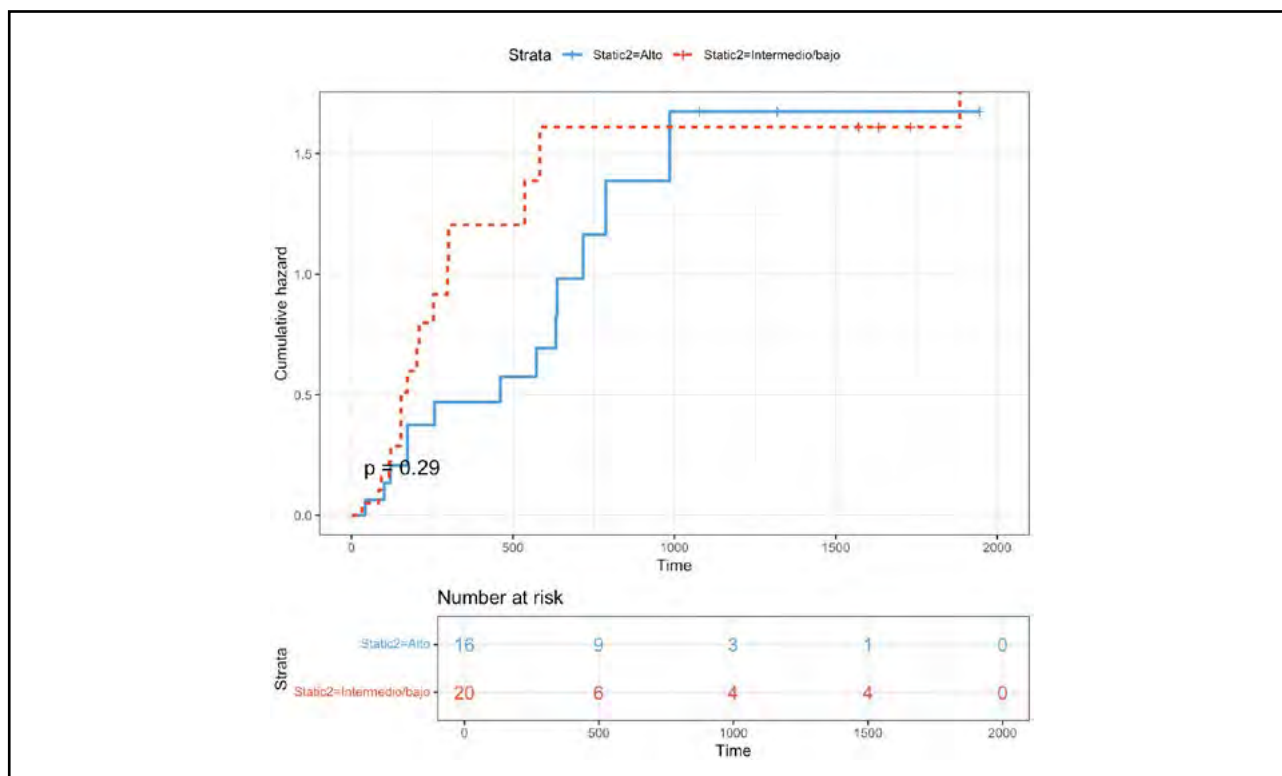 Strata Static2=Alto Static2=Intermedio/bajo
1.5
1.0
0.5
0.0
Cumulative hazard
p = 0.29
0 500 1000 1500 2000
Time
Number at risk
Strata
Static2=Alto 16 9 3 1 0
Static2=Intermedio/bajo 20 6 4 4 0
0 500 1000 1500 2000
Time